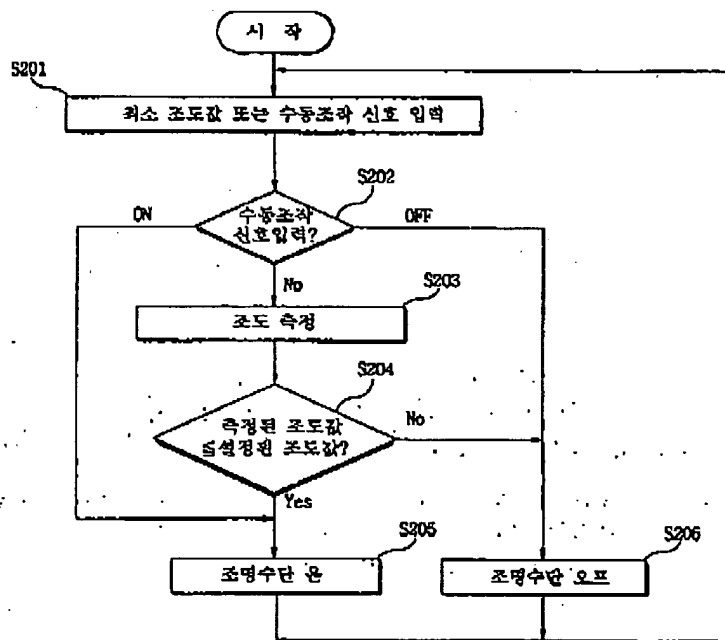 시 작
S201
최소 조도값 또는 수동조작 신호 입력
S202
ON
수동조작
신호입력?
OFF
No
S203
조도 측정
S204
측정된 조도값
≤설정된 조도값?
No
Yes
S205
조명수단 온
S206
조명수단 오프